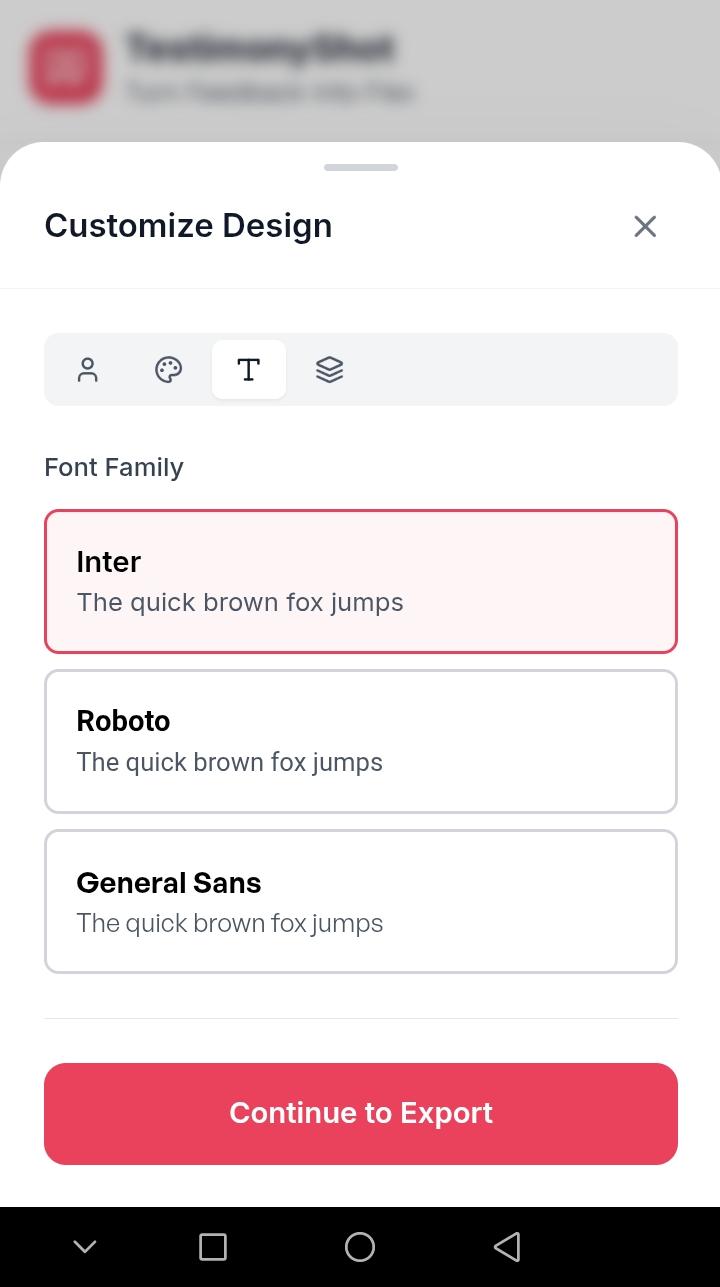 TestimonyShot
Turn Feedback into Flex
Customize Design
Font Family
Inter
The quick brown fox jumps
Roboto
The quick brown fox jumps
General Sans
The quick brown fox jumps
Continue to Export